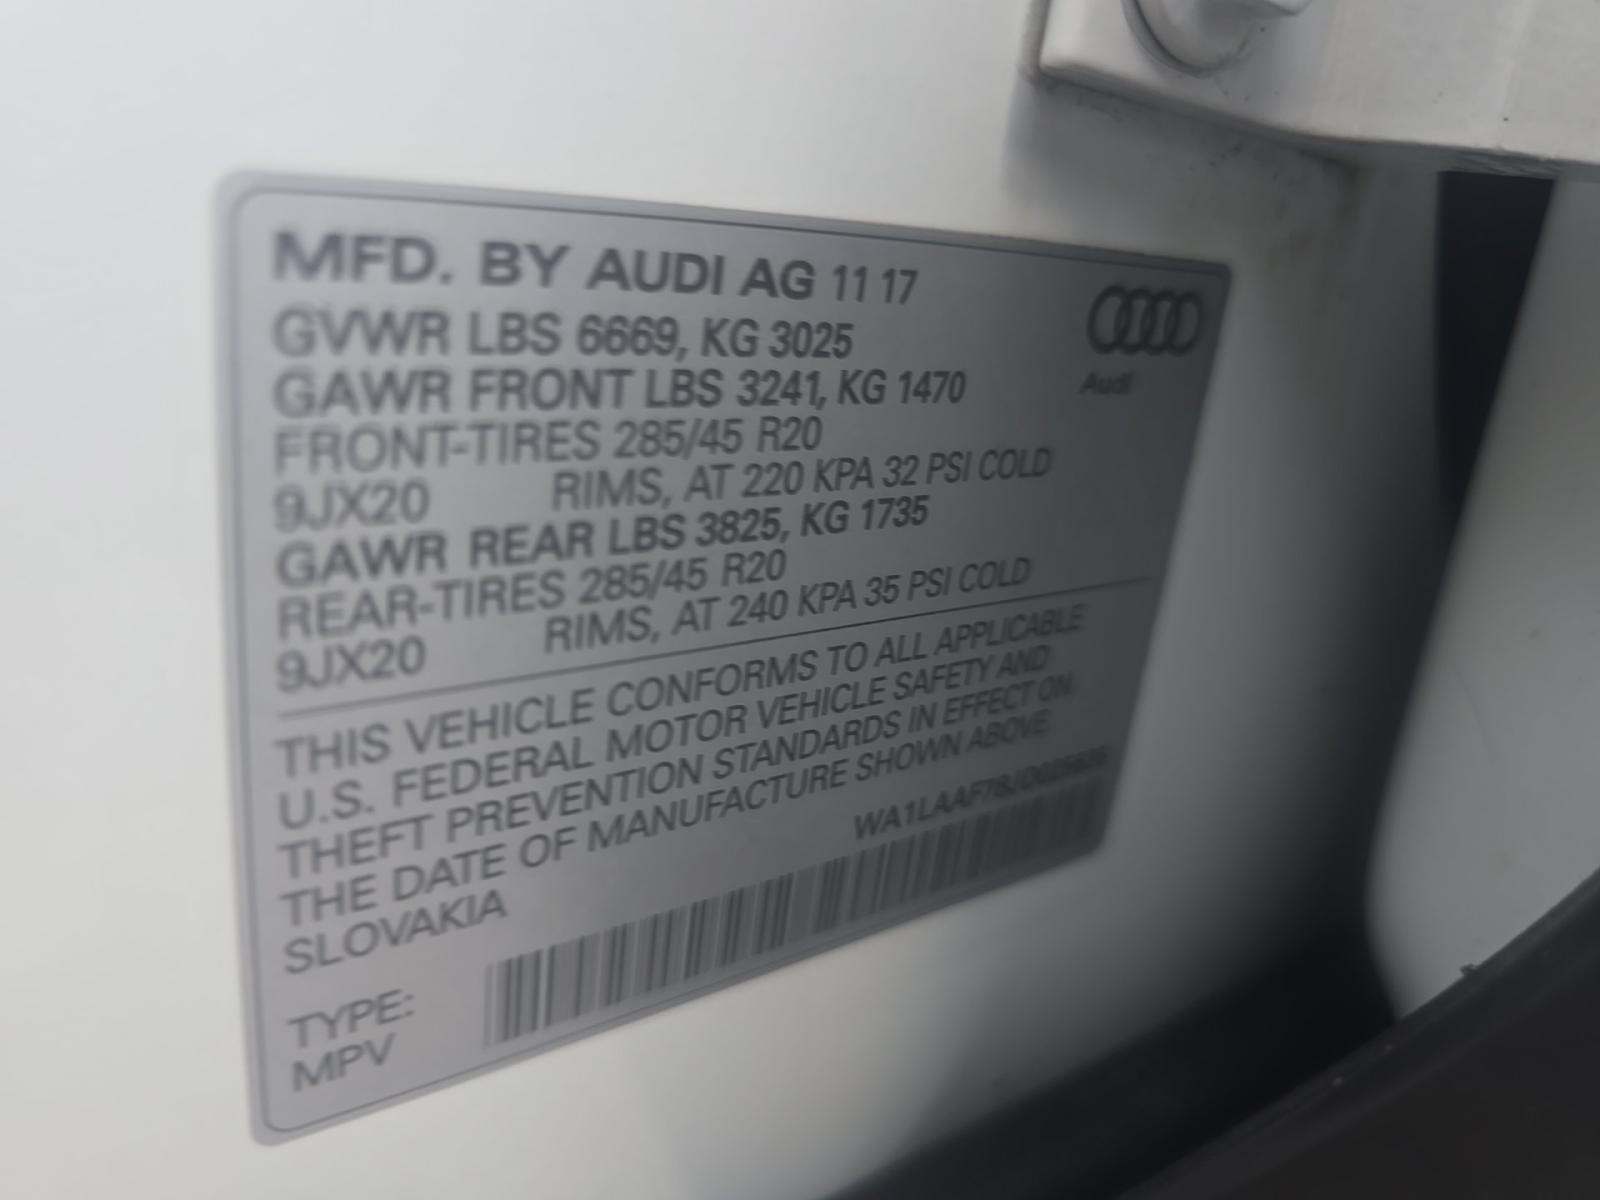 MFD. BY AUDI AG 11 17
GVWR LBS 6669, KG 3025
GAWR FRONT LBS 3241, KG 1470
FRONT-TIRES 285/45 R20
9JX20 RIMS, AT 220 KPA 32 PSI COLD
GAWR REAR LBS 3825, KG 1735
REAR-TIRES 285/45 R20
9JX20 RIMS, AT 240 KPA 35 PSI COLD
Audi
THIS VEHICLE CONFORMS TO ALL APPLICABLE
U.S. FEDERAL MOTOR VEHICLE SAFETY AND
THEFT PREVENTION STANDARDS IN EFFECT ON
THE DATE OF MANUFACTURE SHOWN ABOVE.
SLOVAKIA
TYPE:
MPV